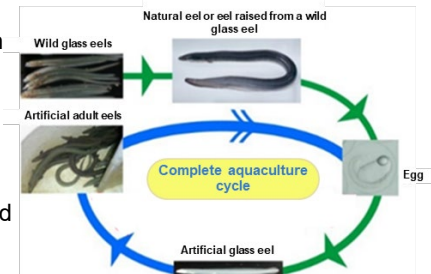 Natural eel or eel raised from a wild
glass eel
Wild glass eels
Artificial adult eels
Complete aquaculture
cycle
Egg
Artificial glass eel